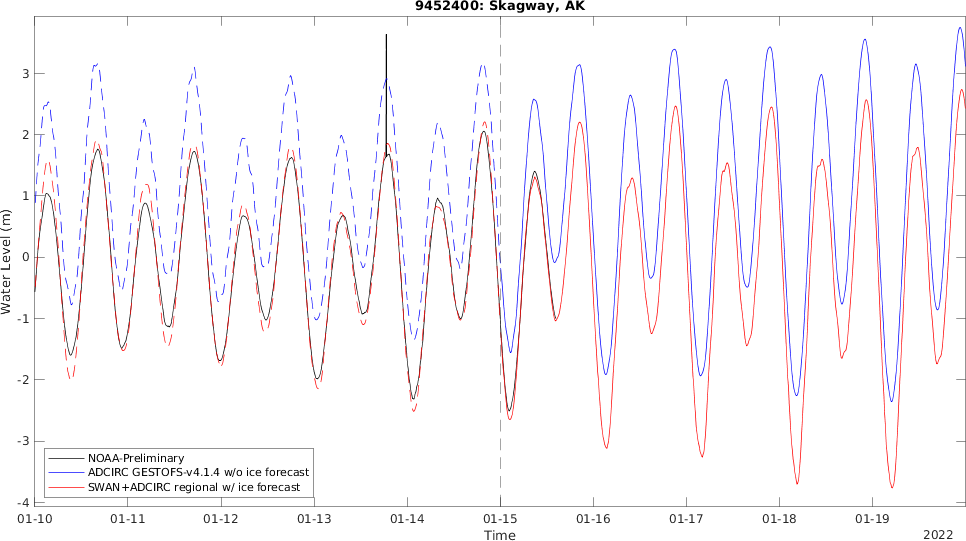 9452400: Skagway, AK
Water Level (m)
3
2
1
0
-1
-2
-3
-4
NOAA-Preliminary
ADCIRC GESTOFS-v4.1.4 w/o ice forecast
SWAN+ADCIRC regional w/ ice forecast
01-10 01-11 01-12 01-13 01-14 01-15 01-16 01-17 01-18 01-19
Time
2022